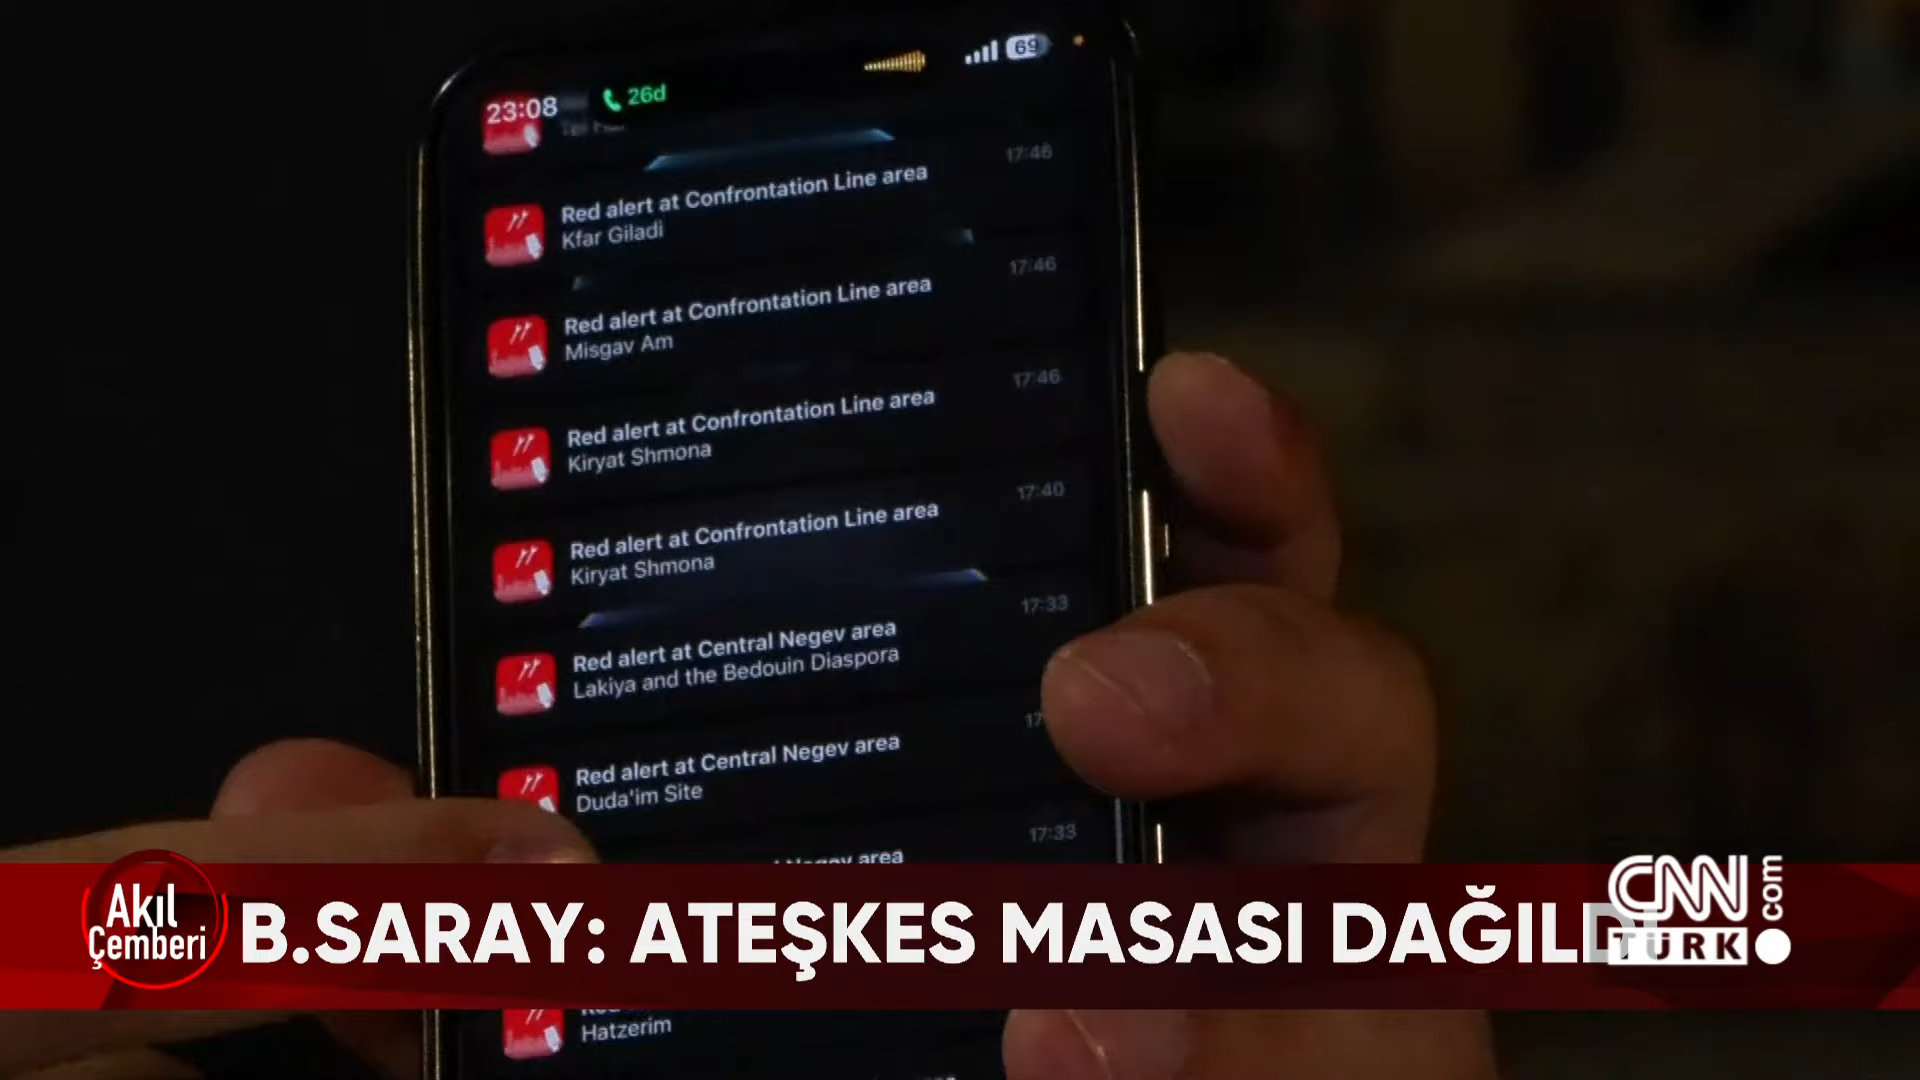 23:08
26d
69
17:46
Red alert at Confrontation Line area
Kfar Giladi
17:46
Red alert at Confrontation Line area
Misgav Am
17:46
Red alert at Confrontation Line area
Kiryat Shmona
17:40
Red alert at Confrontation Line area
Kiryat Shmona
17:33
Red alert at Central Negev area
Lakiya and the Bedouin Diaspora
17
Red alert at Central Negev area
Duda'im Site
17:33
Negev area
Akıl
Çemberi
B.SARAY: ATEŞKES MASASI DAĞILD
CNN
TÜRK
.com
Hatzerim